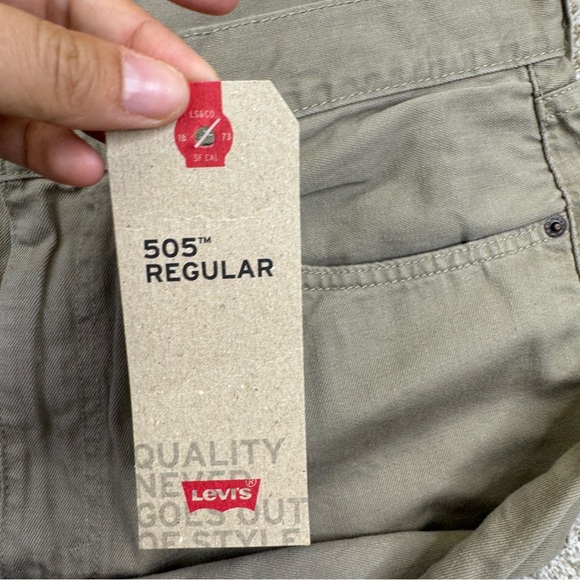 LS&CO.
18 73
SF CAL
505™
REGULAR
QUALITY
NEVER
Levi's®
GOES OUT
OF STYLE